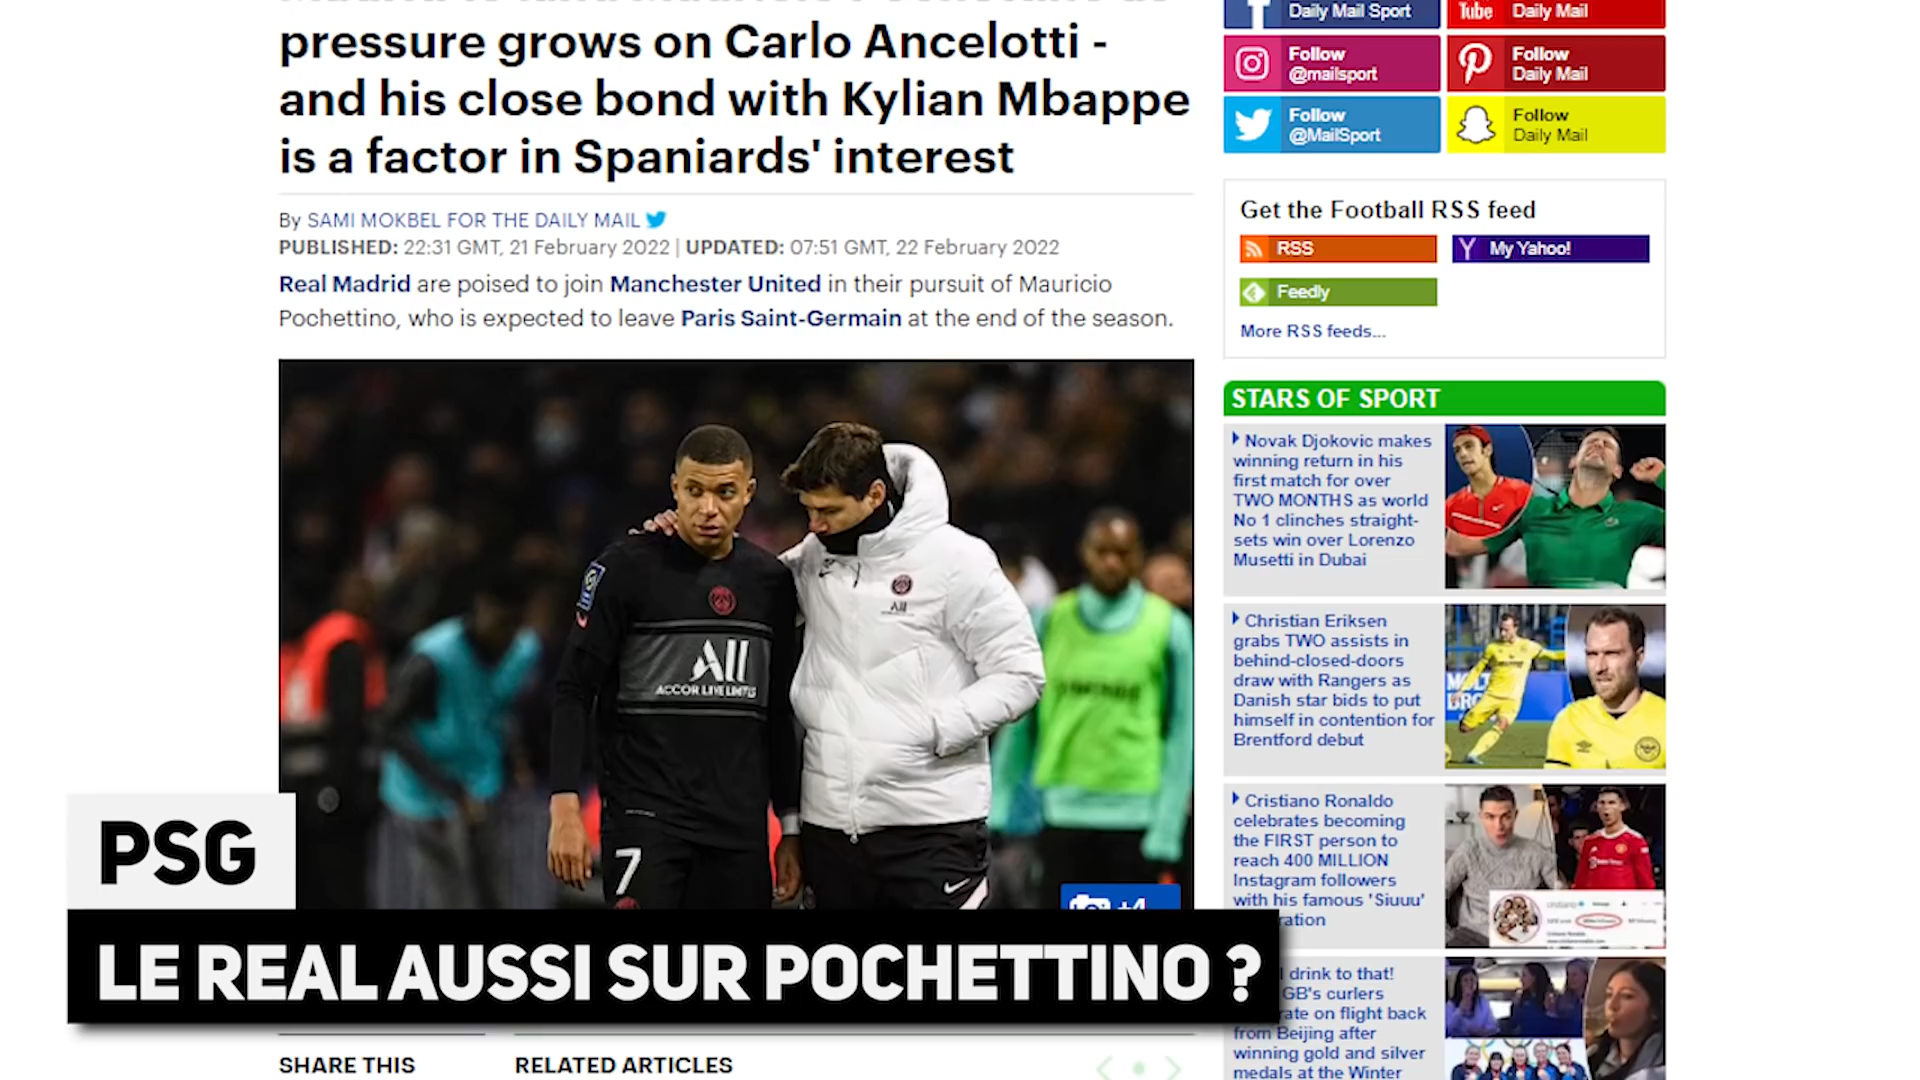 pressure grows on Carlo Ancelotti -
and his close bond with Kylian Mbappe
is a factor in Spaniards' interest
By SAMI MOKBEL FOR THE DAILY MAIL
PUBLISHED: 22:31 GMT, 21 February 2022 | UPDATED: 07:51 GMT, 22 February 2022
Real Madrid are poised to join Manchester United in their pursuit of Mauricio
Pochettino, who is expected to leave Paris Saint-Germain at the end of the season.
All
ACCOR LIVE LIMITLESS
All
7
+4
PSG
LE REAL AUSSI SUR POCHETTINO ?
SHARE THIS
RELATED ARTICLES
Daily Mail Sport
Tube
Daily Mail
Follow
@mailsport
Follow
Daily Mail
Follow
@MailSport
Follow
Daily Mail
Get the Football RSS feed
RSS
My Yahoo!
Feedly
More RSS feeds...
STARS OF SPORT
Novak Djokovic makes
winning return in his
first match for over
TWO MONTHS as world
No 1 clinches straight-
sets win over Lorenzo
Musetti in Dubai
Christian Eriksen
grabs TWO assists in
behind-closed-doors
draw with Rangers as
Danish star bids to put
himself in contention for
Brentford debut
Cristiano Ronaldo
celebrates becoming
the FIRST person to
reach 400 MILLION
Instagram followers
with his famous 'Siuuu'
ration
drink to that!
GB's curlers
rate on flight back
from Beijing after
winning gold and silver
medals at the Winter